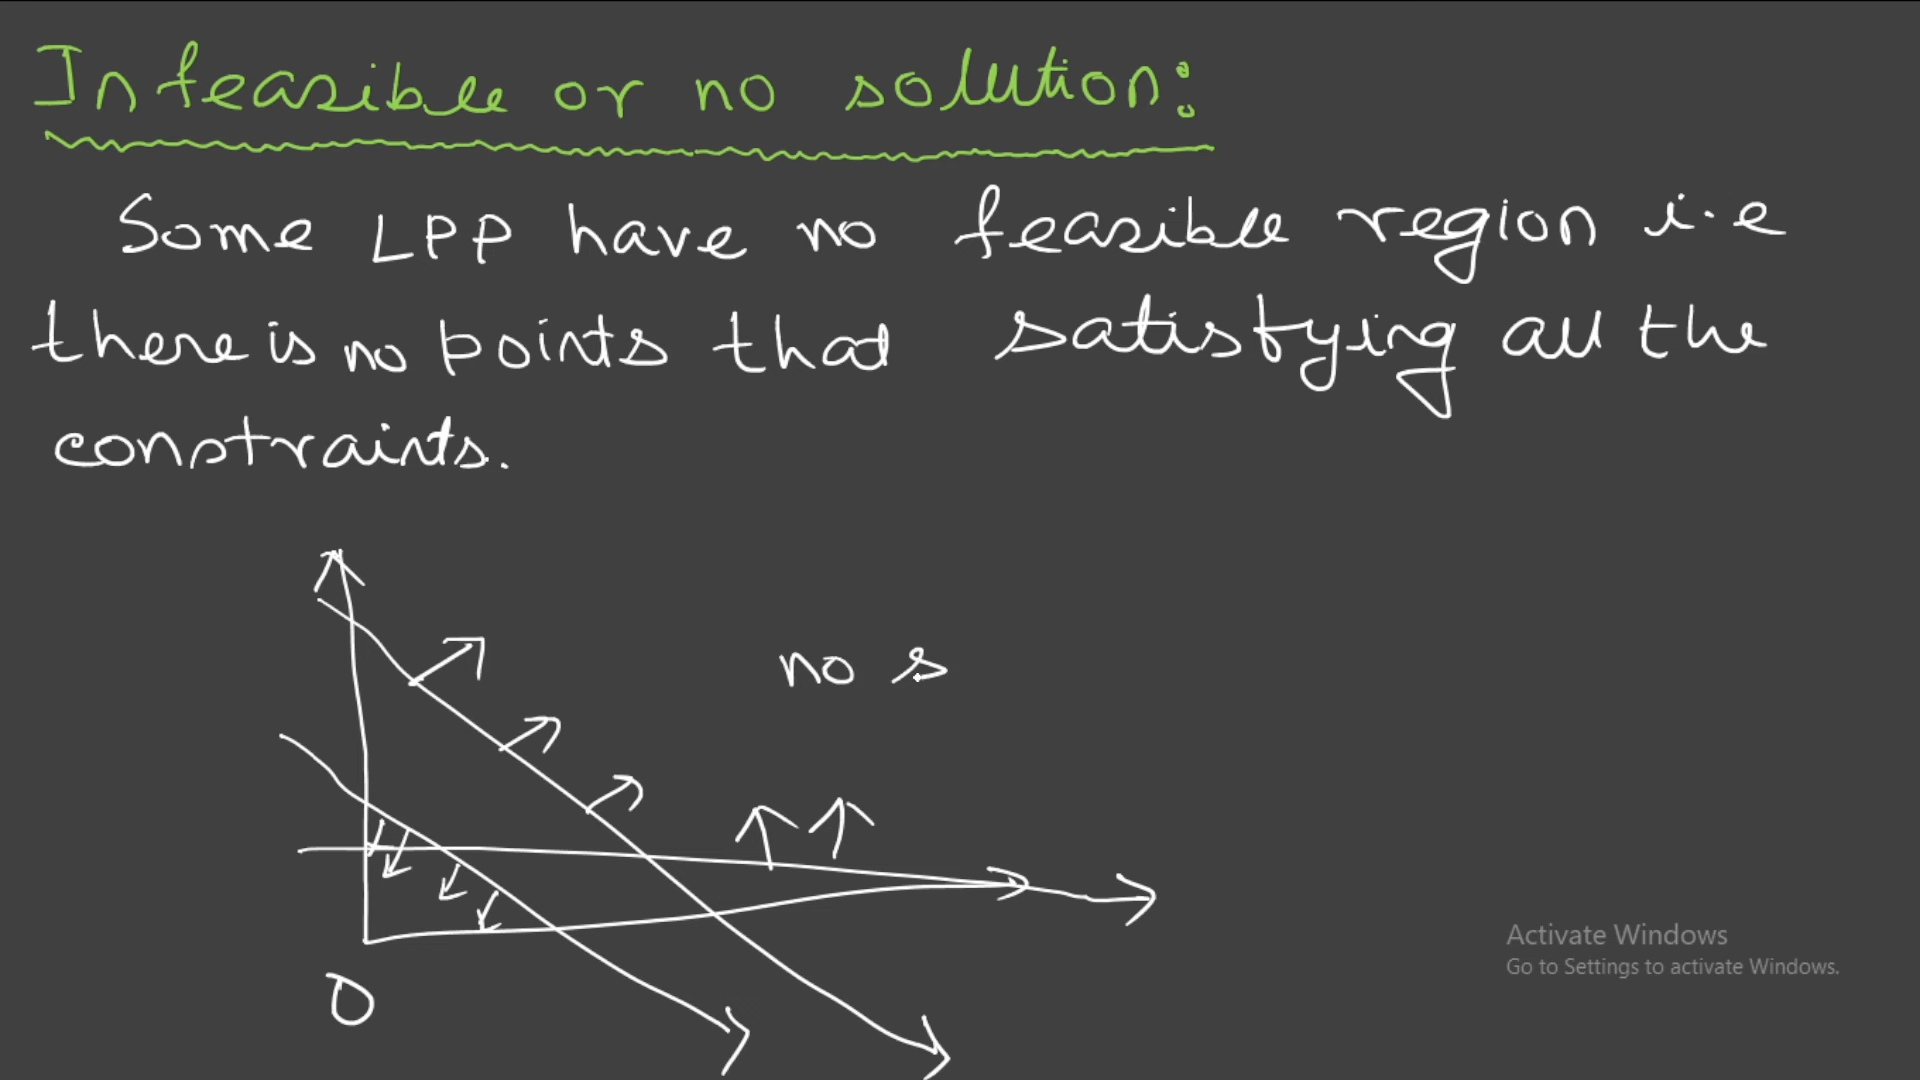 Infeasible or no solution:
Some LPP have no feasible region i.e
there is no points that satisfying all the
constraints.
no s
O
Activate Windows
Go to Settings to activate Windows.